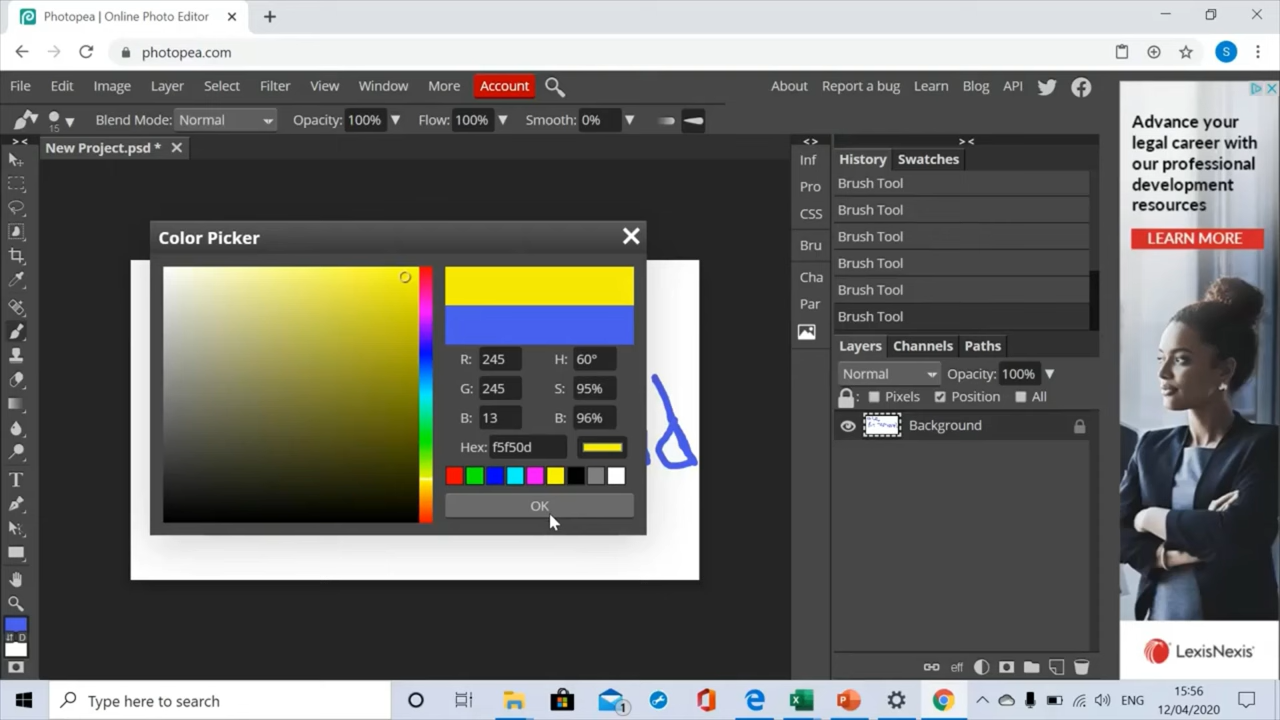 Photopea | Online Photo Editor
photopea.com
S
File Edit Image Layer Select Filter View Window More Account
About Report a bug Learn Blog API
15 Blend Mode: Normal Opacity: 100% Flow: 100% Smooth: 0%
New Project.psd *
Color Picker
R: 245 H: 60°
G: 245 S: 95%
B: 13 B: 96%
Hex: f5f50d
OK
D
< >
> <
Inf
Pro
CSS
Bru
Cha
Par
History Swatches
Brush Tool
Brush Tool
Brush Tool
Brush Tool
Brush Tool
Brush Tool
Layers Channels Paths
Normal Opacity: 100%
Pixels Position All
Background
eff
Advance your
legal career with
our professional
development
resources
LEARN MORE
LexisNexis
Type here to search
1
ENG
15:56
12/04/2020